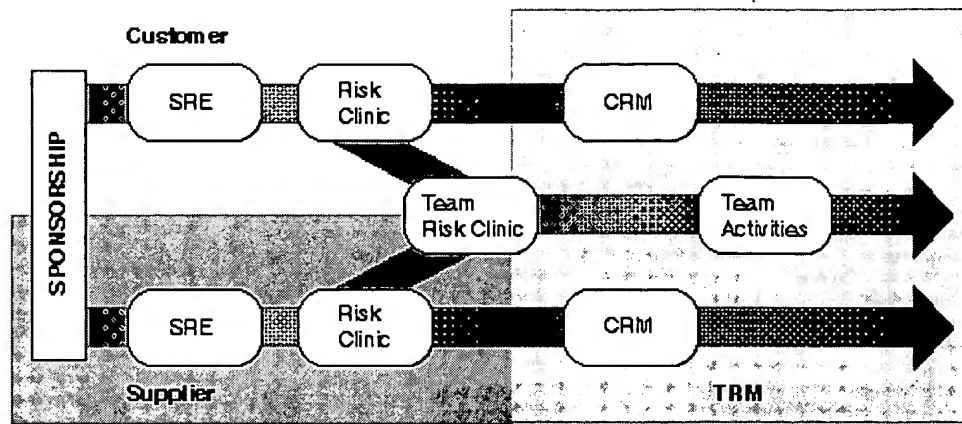 Customer
SPONSORSHIP
SRE
Risk
Clinic
CRM
Team
Risk Clinic
Team
Activities
SRE
Risk
Clinic
CRM
Supplier
TRM